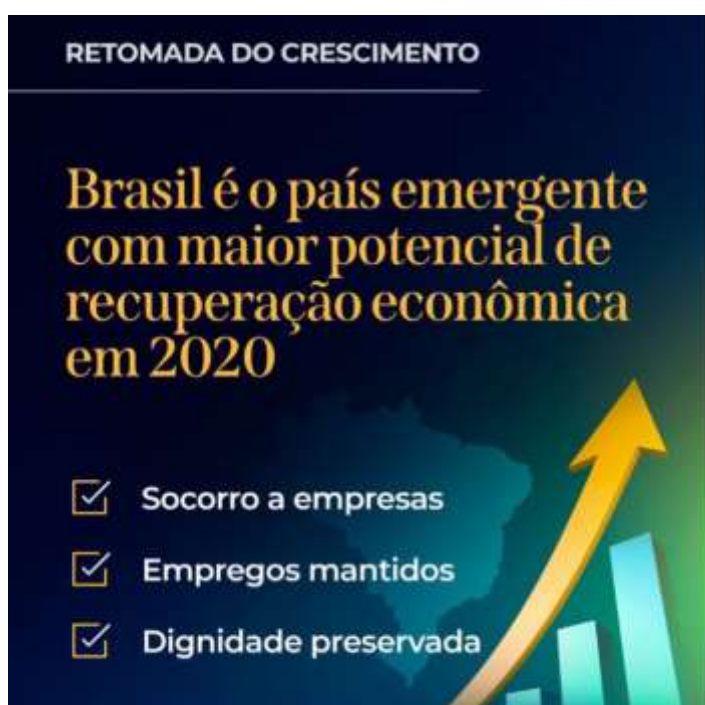 RETOMADA DO CRESCIMENTO
Brasil é o país emergente
com maior potencial de
recuperação econômica
em 2020
Socorro a empresas
Empregos mantidos
Dignidade preservada